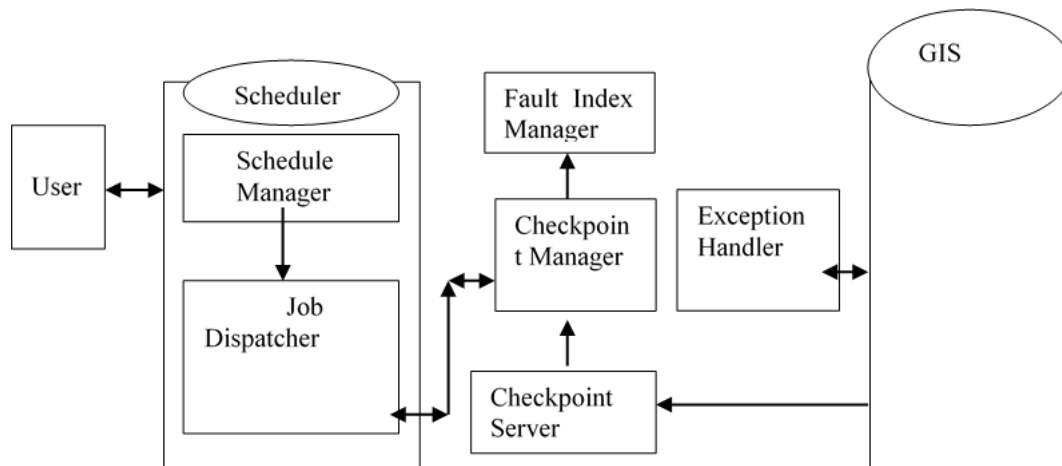 User
Scheduler
Schedule
Manager
Job
Dispatcher
Fault Index
Manager
Checkpoin
t Manager
Checkpoint
Server
Exception
Handler
GIS